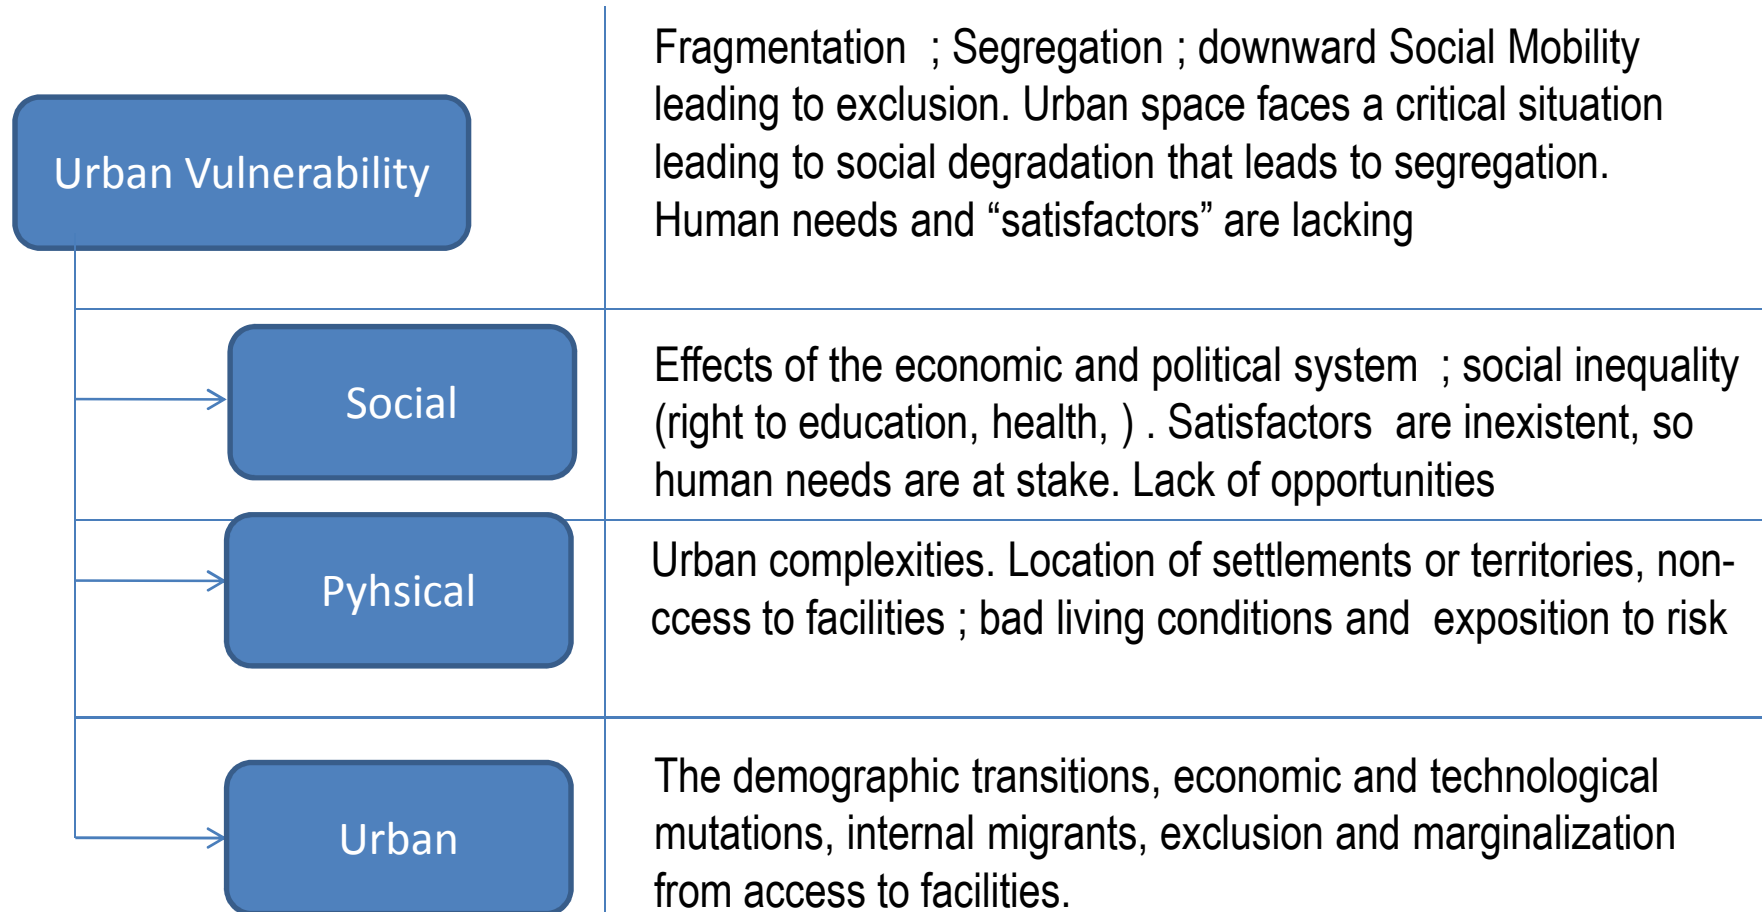 Urban Vulnerability
Fragmentation ; Segregation ; downward Social Mobility
leading to exclusion. Urban space faces a critical situation
leading to social degradation that leads to segregation.
Human needs and “satisfactors” are lacking
Social
Effects of the economic and political system ; social inequality
(right to education, health, ) . Satisfactors are inexistent, so
human needs are at stake. Lack of opportunities
Pyhsical
Urban complexities. Location of settlements or territories, non-
ccess to facilities ; bad living conditions and exposition to risk
Urban
The demographic transitions, economic and technological
mutations, internal migrants, exclusion and marginalization
from access to facilities.